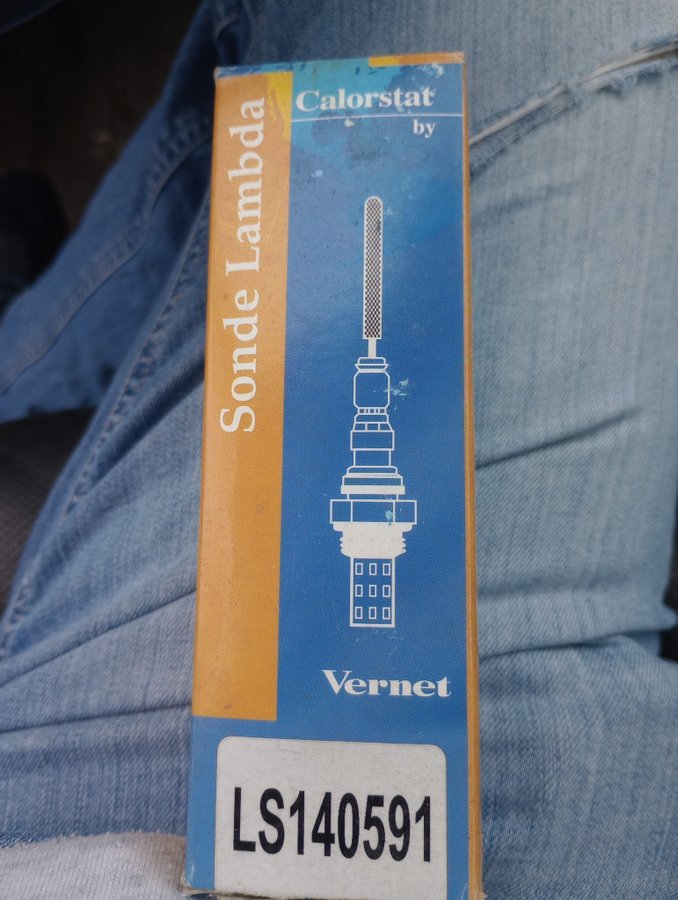 Sonde Lambda
Calorstat
by
Vernet
LS140591